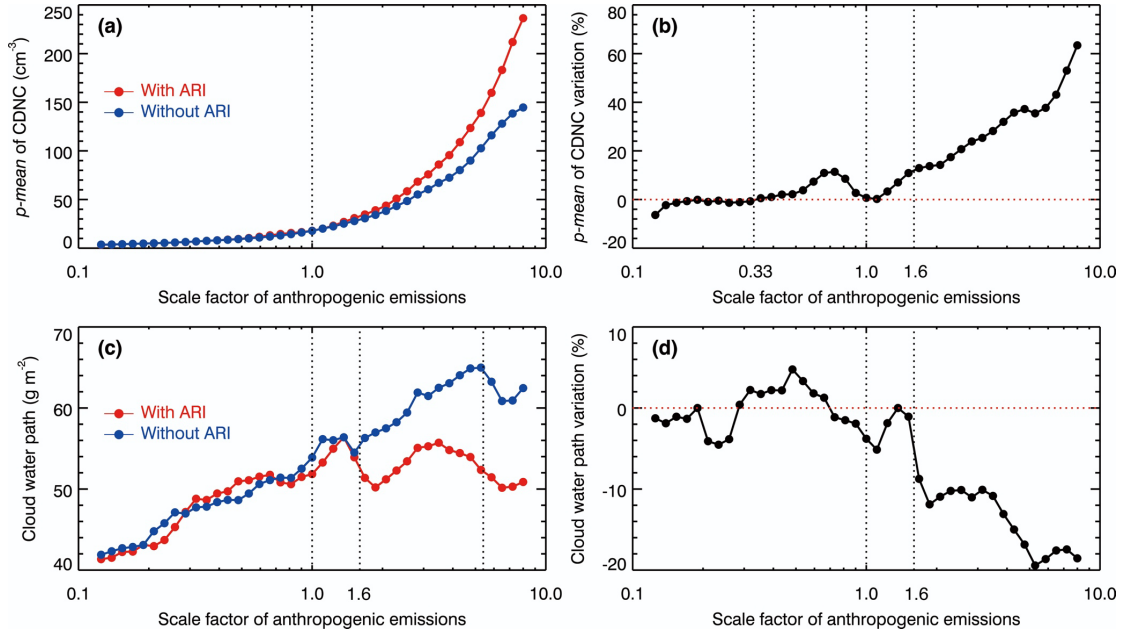 (a)
p-mean of CDNC (cm⁻³)
250
200
150
100
50
0
With ARI
Without ARI
0.1
1.0
10.0
Scale factor of anthropogenic emissions
(b)
p-mean of CDNC variation (%)
80
60
40
20
0
-20
0.1
0.33
1.0
1.6
10.0
Scale factor of anthropogenic emissions
(c)
Cloud water path (g m⁻²)
70
60
50
40
With ARI
Without ARI
0.1
1.0
1.6
10.0
Scale factor of anthropogenic emissions
(d)
Cloud water path variation (%)
10
0
-10
-20
0.1
1.0
1.6
10.0
Scale factor of anthropogenic emissions